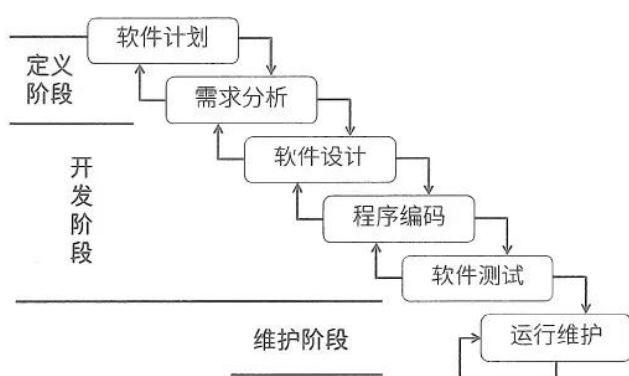 软件计划
定义
阶段
需求分析
软件设计
开
发
阶
段
程序编码
软件测试
维护阶段
运行维护